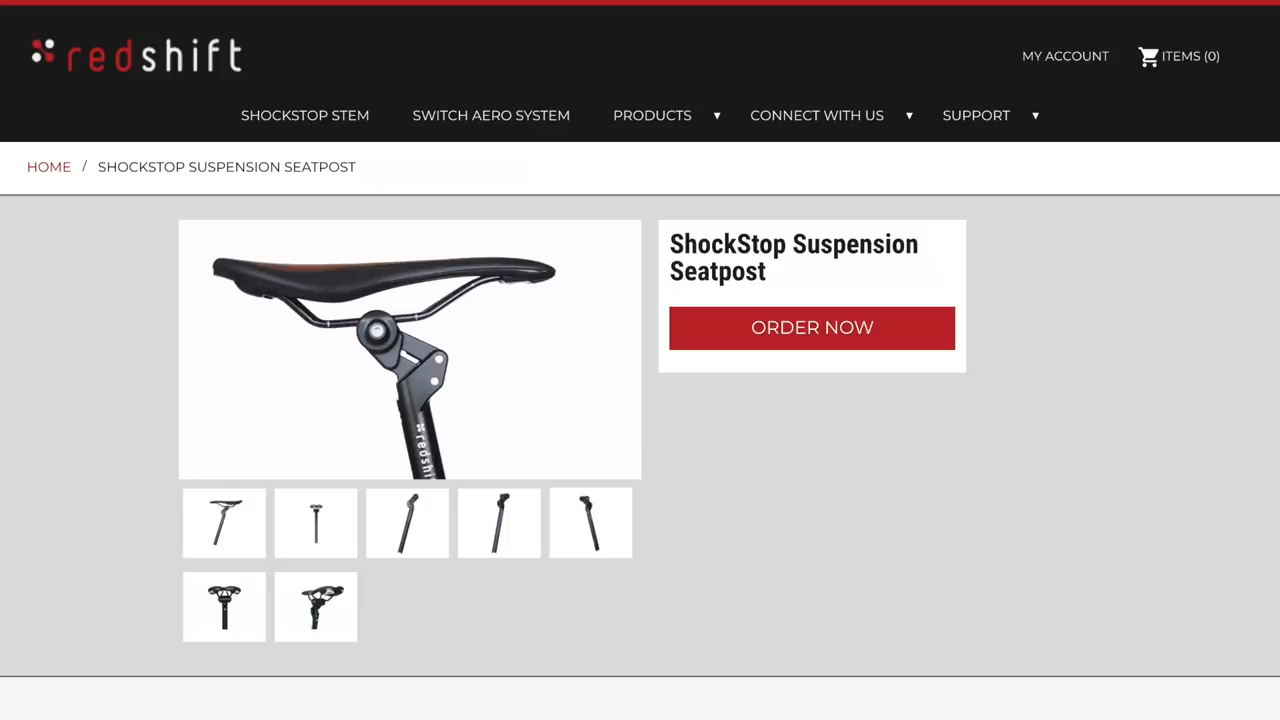 redshift
MY ACCOUNT
ITEMS (0)
SHOCKSTOP STEM SWITCH AERO SYSTEM PRODUCTS ▼ CONNECT WITH US ▼ SUPPORT ▼
HOME / SHOCKSTOP SUSPENSION SEATPOST
ShockStop Suspension
Seatpost
ORDER NOW
redshi